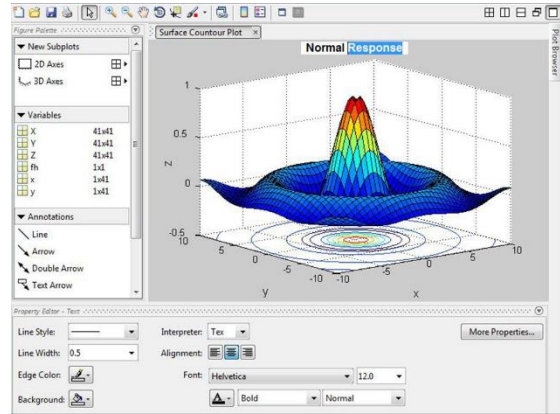 Figure Palette
Surface Countour Plot ×
Plot Browser
New Subplots
2D Axes
3D Axes
Variables
X 41x41
Y 41x41
Z 41x41
fh 1x1
x 1x41
y 1x41
Annotations
Line
Arrow
Double Arrow
Text Arrow
Normal Response
1
0.5
0
-0.5
z
10
5
0
-5
-10
y
-10
-5
0
5
10
x
Property Editor - Text
Line Style:
Interpreter: Tex
More Properties...
Line Width: 0.5
Alignment:
Edge Color:
Font: Helvetica 12.0
Background:
A Bold Normal